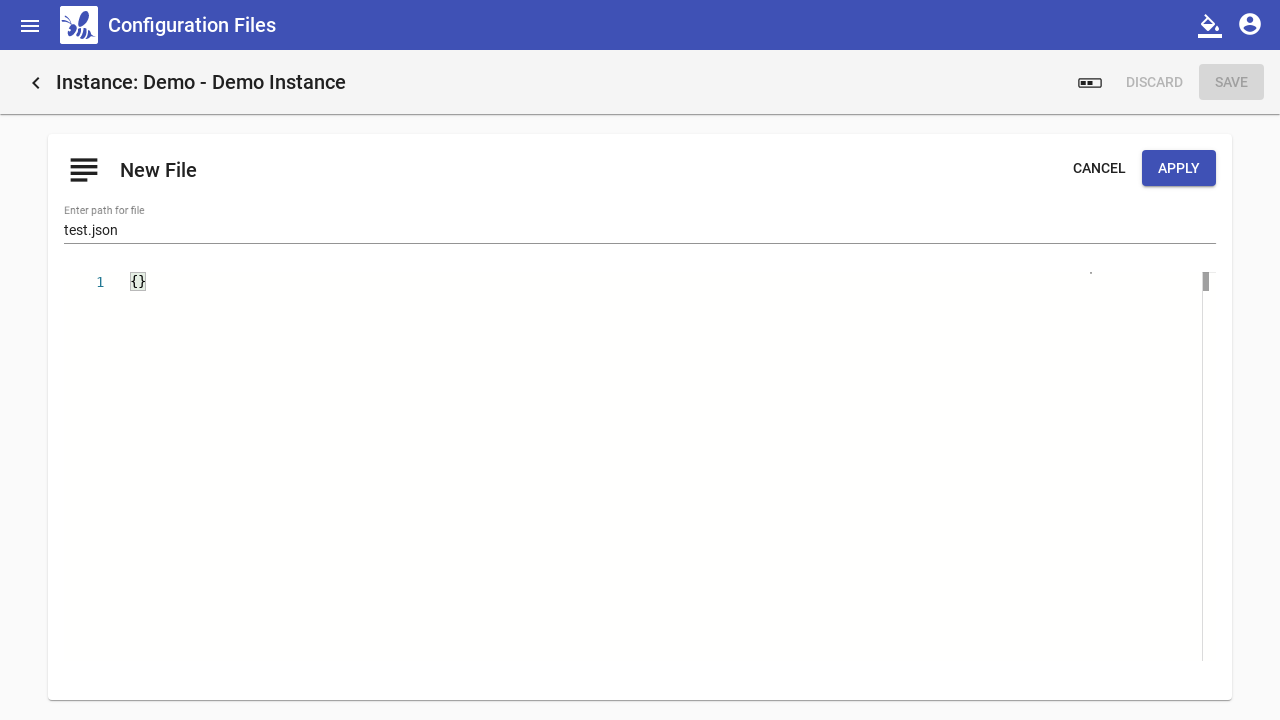 Configuration Files
Instance: Demo - Demo Instance
DISCARD
SAVE
New File
CANCEL
APPLY
Enter path for file
test.json
1
{}